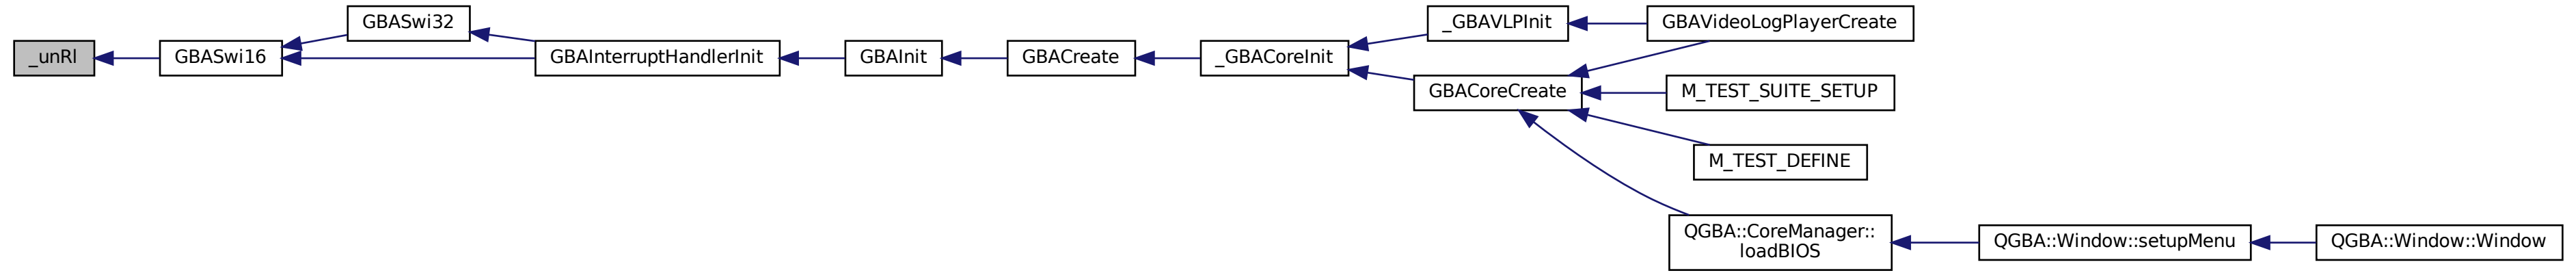 _unRl
GBASwi16
GBASwi32
GBAInterruptHandlerInit
GBAInit
GBACreate
_GBACoreInit
_GBAVLPInit
GBAVideoLogPlayerCreate
GBACoreCreate
M_TEST_SUITE_SETUP
M_TEST_DEFINE
QGBA::CoreManager::
loadBIOS
QGBA::Window::setupMenu
QGBA::Window::Window